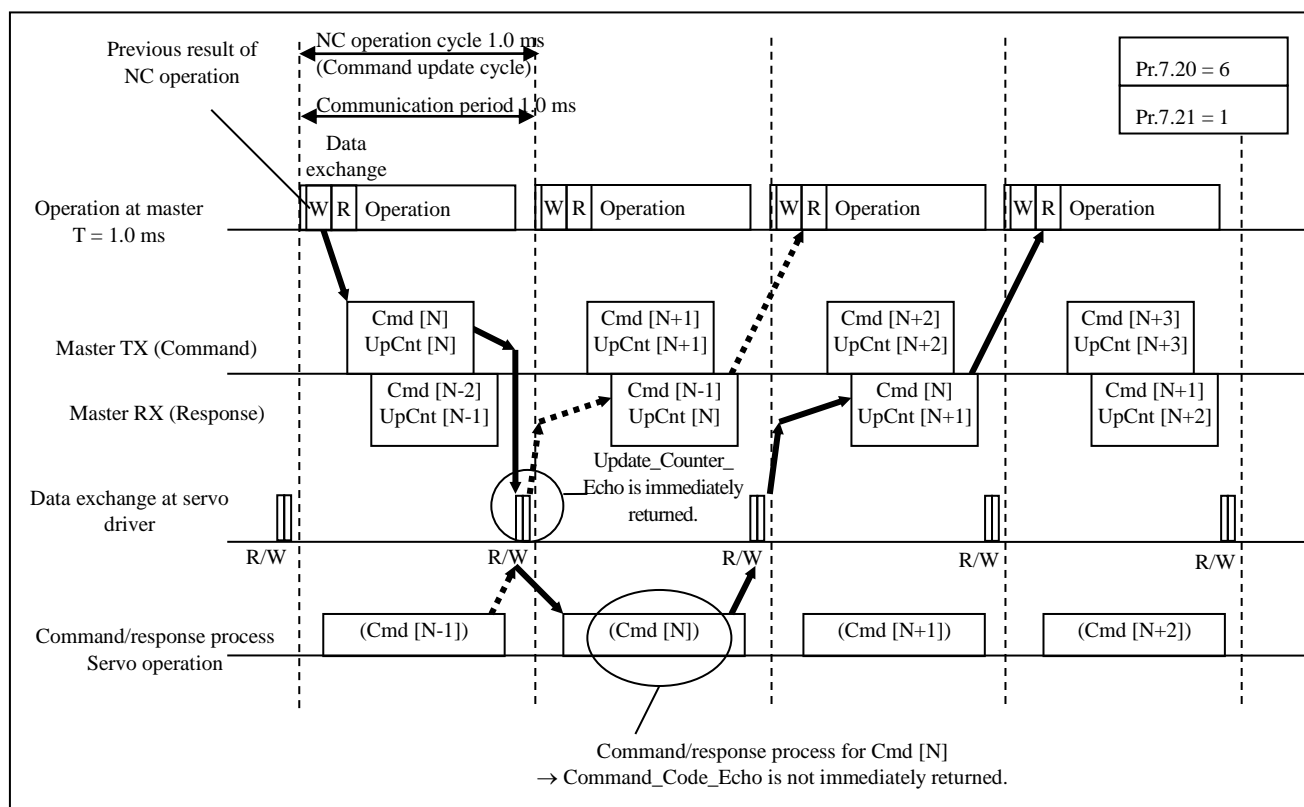 Previous result of
NC operation
NC operation cycle 1.0 ms
(Command update cycle)
Communication period 1.0 ms
Pr.7.20 = 6
Pr.7.21 = 1
Data
exchange
Operation at master
T = 1.0 ms
W R Operation
W R Operation
W R Operation
W R Operation
Master TX (Command)
Cmd [N]
UpCnt [N]
Cmd [N+1]
UpCnt [N+1]
Cmd [N+2]
UpCnt [N+2]
Cmd [N+3]
UpCnt [N+3]
Master RX (Response)
Cmd [N-2]
UpCnt [N-1]
Cmd [N-1]
UpCnt [N]
Cmd [N]
UpCnt [N+1]
Cmd [N+1]
UpCnt [N+2]
Update_Counter_
Echo is immediately
returned.
Data exchange at servo
driver
R/W
R/W
R/W
R/W
R/W
Command/response process
Servo operation
(Cmd [N-1])
(Cmd [N])
(Cmd [N+1])
(Cmd [N+2])
Command/response process for Cmd [N]
→ Command_Code_Echo is not immediately returned.